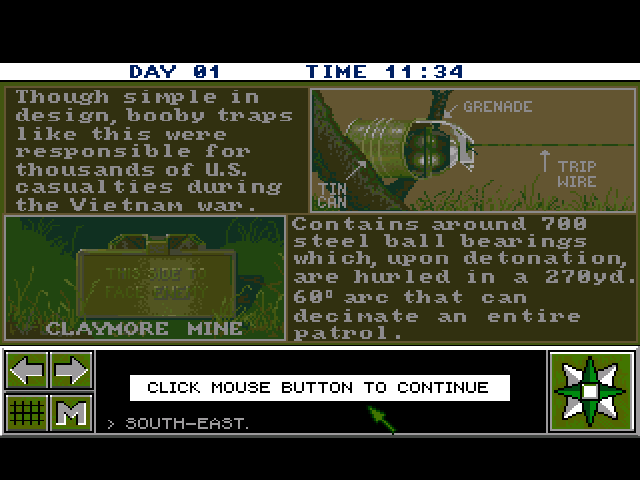 DAY 01 TIME 11:34
Though simple in
design, booby traps
like this were
responsible for
thousands of U.S.
casualties during
the Vietnam war.
GRENADE
TRIP
WIRE
TIN
CAN
THIS SIDE TO
FACE ENEMY
CLAYMORE MINE
Contains around 700
steel ball bearings
which, upon detonation,
are hurled in a 270yd.
60° arc that can
decimate an entire
patrol.
CLICK MOUSE BUTTON TO CONTINUE
M
> SOUTH-EAST.